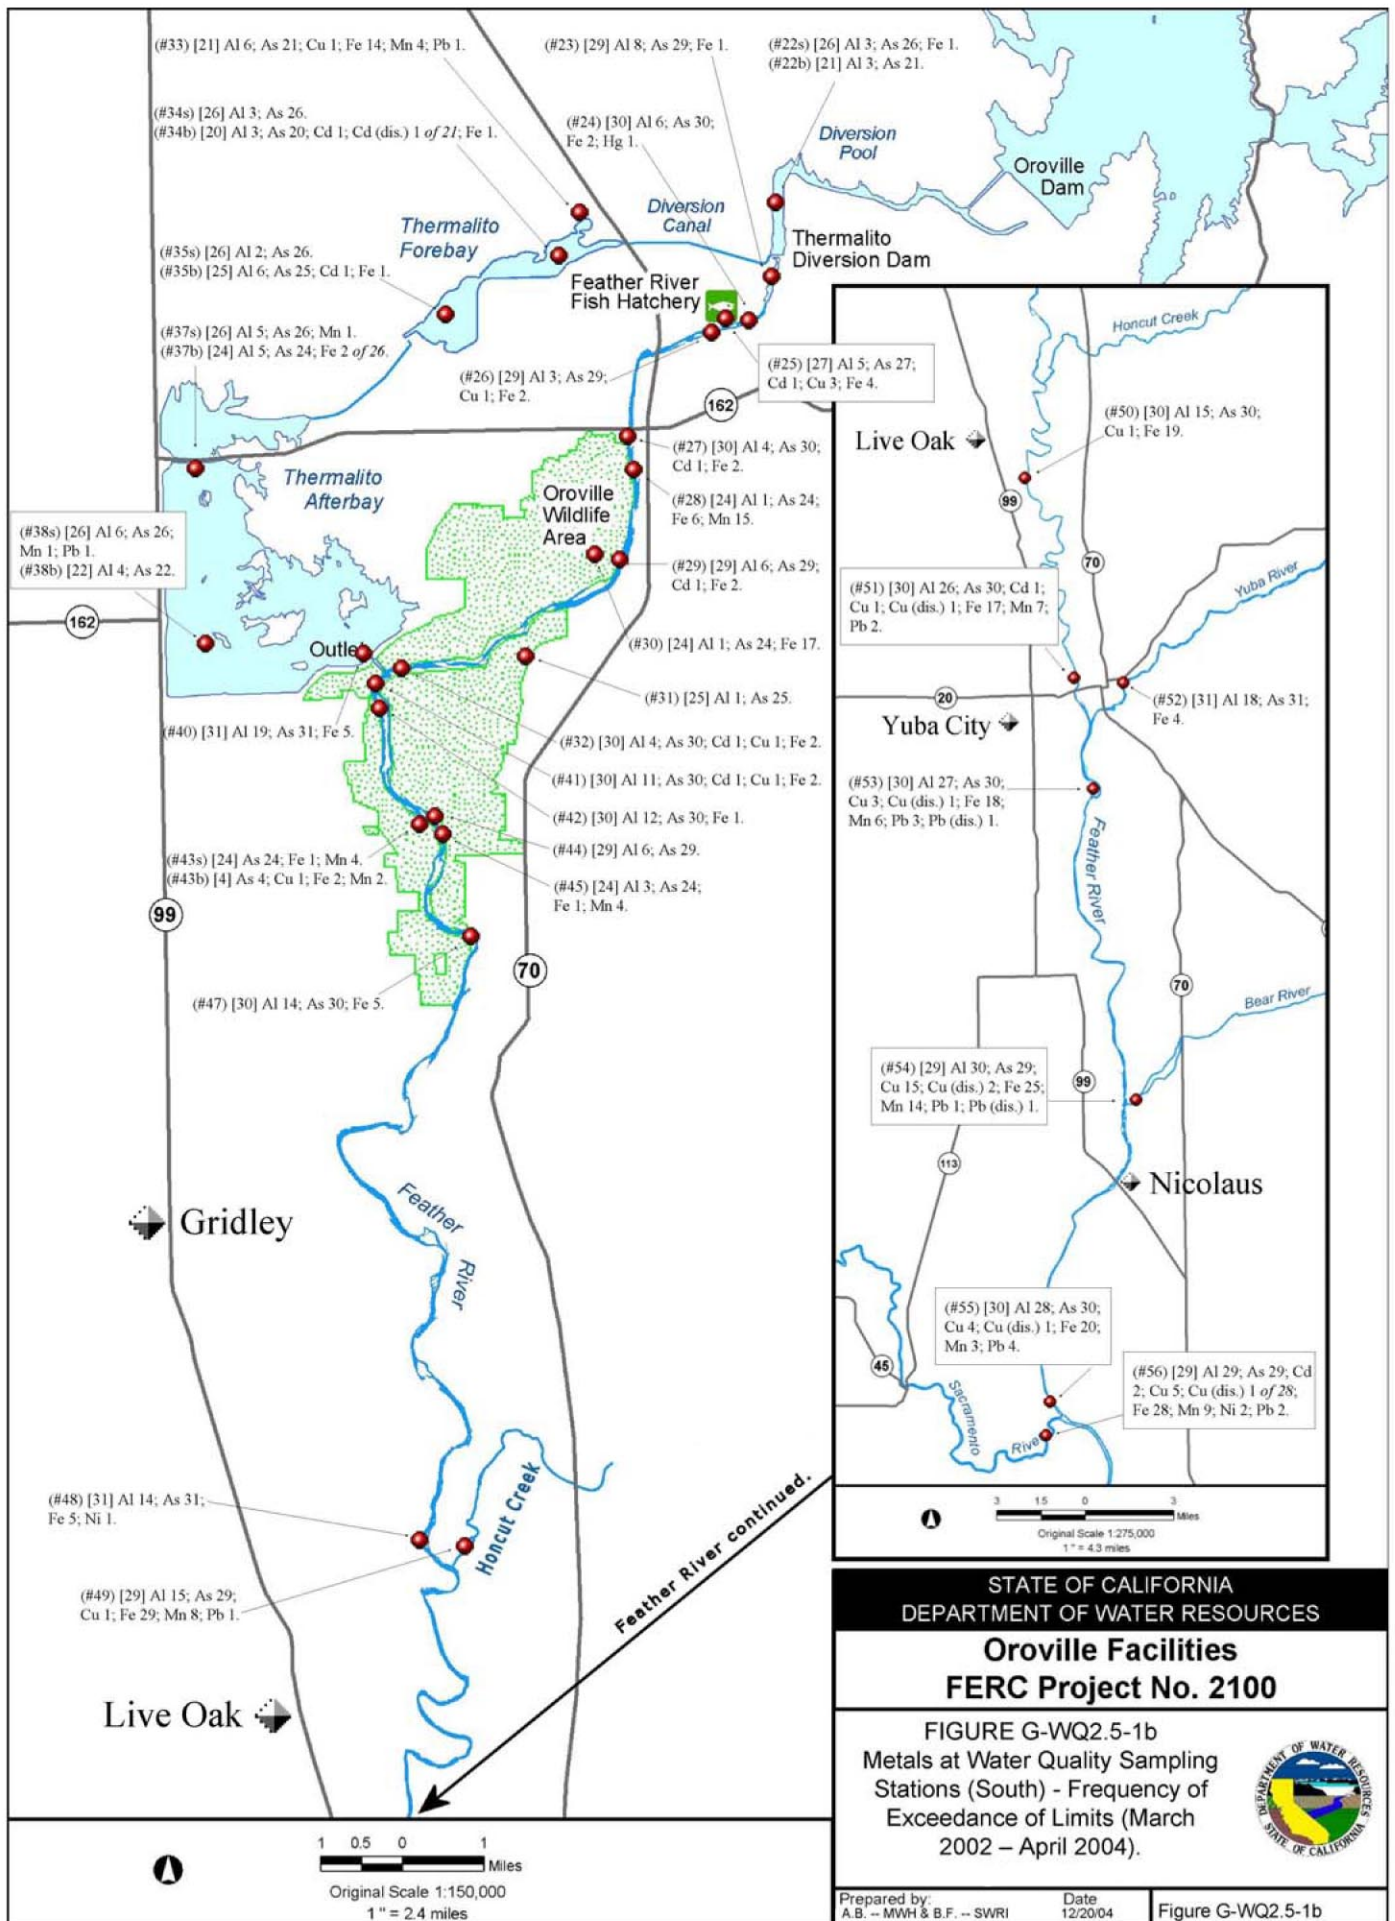 (#33) [21] Al 6; As 21; Cu 1; Fe 14; Mn 4; Pb 1.
(#23) [29] Al 8; As 29; Fe 1.
(#22s) [26] Al 3; As 26; Fe 1.
(#22b) [21] Al 3; As 21.
(#34s) [26] Al 3; As 26.
(#34b) [20] Al 3; As 20; Cd 1; Cd (dis.) 1 of 21; Fe 1.
(#24) [30] Al 6; As 30;
Fe 2; Hg 1.
Diversion
Pool
Oroville
Dam
Diversion
Canal
Thermalito
Forebay
Thermalito
Diversion Dam
(#35s) [26] Al 2; As 26.
(#35b) [25] Al 6; As 25; Cd 1; Fe 1.
Feather River
Fish Hatchery
(#37s) [26] Al 5; As 26; Mn 1.
(#37b) [24] Al 5; As 24; Fe 2 of 26.
(#26) [29] Al 3; As 29;
Cu 1; Fe 2.
(#25) [27] Al 5; As 27;
Cd 1; Cu 3; Fe 4.
162
(#27) [30] Al 4; As 30;
Cd 1; Fe 2.
Thermalito
Afterbay
Oroville
Wildlife
Area
(#28) [24] Al 1; As 24;
Fe 6; Mn 15.
(#38s) [26] Al 6; As 26;
Mn 1; Pb 1.
(#38b) [22] Al 4; As 22.
(#29) [29] Al 6; As 29;
Cd 1; Fe 2.
162
Outlet
(#30) [24] Al 1; As 24; Fe 17.
(#31) [25] Al 1; As 25.
(#40) [31] Al 19; As 31; Fe 5.
(#32) [30] Al 4; As 30; Cd 1; Cu 1; Fe 2.
(#41) [30] Al 11; As 30; Cd 1; Cu 1; Fe 2.
(#42) [30] Al 12; As 30; Fe 1.
(#44) [29] Al 6; As 29.
(#43s) [24] As 24; Fe 1; Mn 4.
(#43b) [4] As 4; Cu 1; Fe 2; Mn 2.
(#45) [24] Al 3; As 24;
Fe 1; Mn 4.
99
70
(#47) [30] Al 14; As 30; Fe 5.
Gridley
Feather
River
(#48) [31] Al 14; As 31;
Fe 5; Ni 1.
Honcut Creek
(#49) [29] Al 15; As 29;
Cu 1; Fe 29; Mn 8; Pb 1.
Live Oak
Feather River continued.
1 0.5 0 1
Miles
Original Scale 1:150,000
1 " = 2.4 miles
Honcut Creek
(#50) [30] Al 15; As 30;
Cu 1; Fe 19.
Live Oak
99
70
Yuba River
(#51) [30] Al 26; As 30; Cd 1;
Cu 1; Cu (dis.) 1; Fe 17; Mn 7;
Pb 2.
20
(#52) [31] Al 18; As 31;
Fe 4.
Yuba City
(#53) [30] Al 27; As 30;
Cu 3; Cu (dis.) 1; Fe 18;
Mn 6; Pb 3; Pb (dis.) 1.
Feather River
70
Bear River
(#54) [29] Al 30; As 29;
Cu 15; Cu (dis.) 2; Fe 25;
Mn 14; Pb 1; Pb (dis.) 1.
99
113
Nicolaus
(#55) [30] Al 28; As 30;
Cu 4; Cu (dis.) 1; Fe 20;
Mn 3; Pb 4.
45
(#56) [29] Al 29; As 29; Cd
2; Cu 5; Cu (dis.) 1 of 28;
Fe 28; Mn 9; Ni 2; Pb 2.
Sacramento
River
3 1.5 0 3
Miles
Original Scale 1:275,000
1 " = 4.3 miles
STATE OF CALIFORNIA
DEPARTMENT OF WATER RESOURCES
Oroville Facilities
FERC Project No. 2100
FIGURE G-WQ2.5-1b
Metals at Water Quality Sampling
Stations (South) - Frequency of
Exceedance of Limits (March
2002 – April 2004).
DEPARTMENT OF WATER RESOURCES
STATE OF CALIFORNIA
Prepared by:
A.B. -- MWH & B.F. -- SWRI
Date
12/20/04
Figure G-WQ2.5-1b